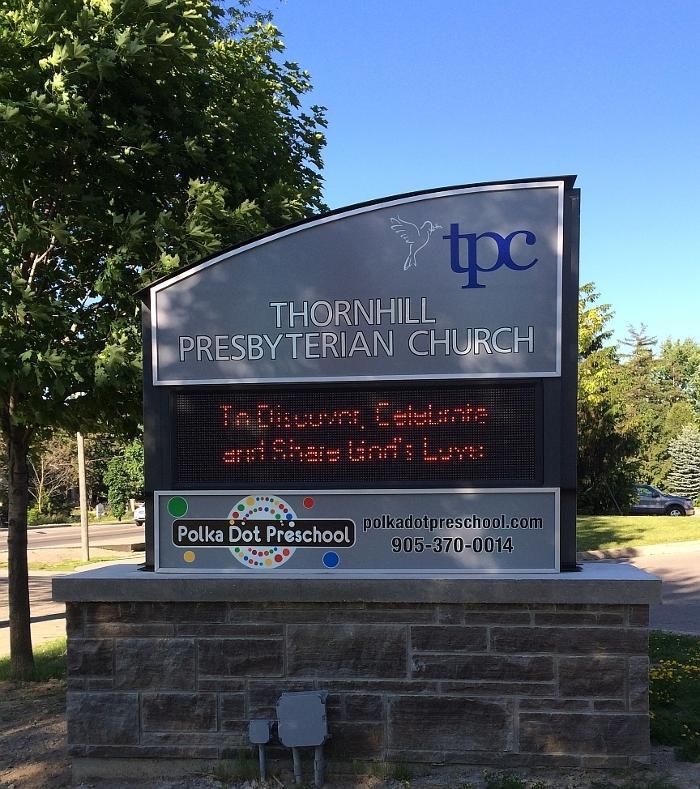 tpc
THORNHILL
PRESBYTERIAN CHURCH
To Discover, Celebrate
and Share God's Love
Polka Dot Preschool
polkadotpreschool.com
905-370-0014